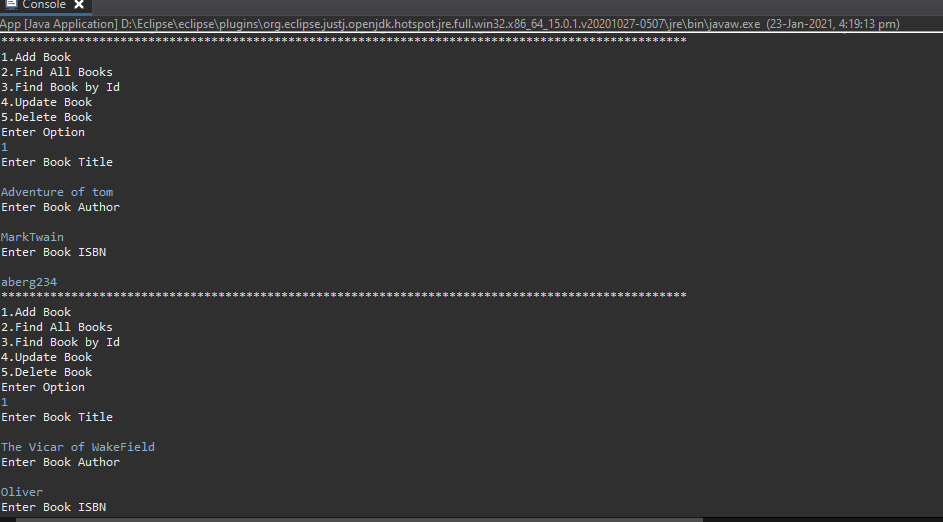 Console
App [Java Application] D:\Eclipse\eclipse\plugins\org.eclipse.justj.openjdk.hotspot.jre.full.win32.x86_64_15.0.1.v20201027-0507\jre\bin\javaw.exe (23-Jan-2021, 4:19:13 pm)
**************************************************************************************************
1.Add Book
2.Find All Books
3.Find Book by Id
4.Update Book
5.Delete Book
Enter Option
1
Enter Book Title
Adventure of tom
Enter Book Author
MarkTwain
Enter Book ISBN
aberg234
**************************************************************************************************
1.Add Book
2.Find All Books
3.Find Book by Id
4.Update Book
5.Delete Book
Enter Option
1
Enter Book Title
The Vicar of WakeField
Enter Book Author
Oliver
Enter Book ISBN